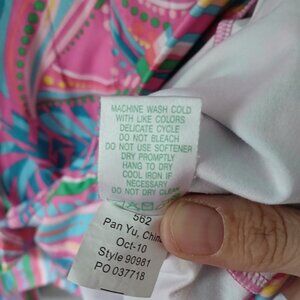 MACHINE WASH COLD
WITH LIKE COLORS
DELICATE CYCLE
DO NOT BLEACH
DO NOT USE SOFTENER
DRY PROMPTLY
HANG TO DRY
COOL IRON IF
NECESSARY
DO NOT DRY CLEAN
562
Pan Yu, China
Oct-10
Style 90981
PO 037718